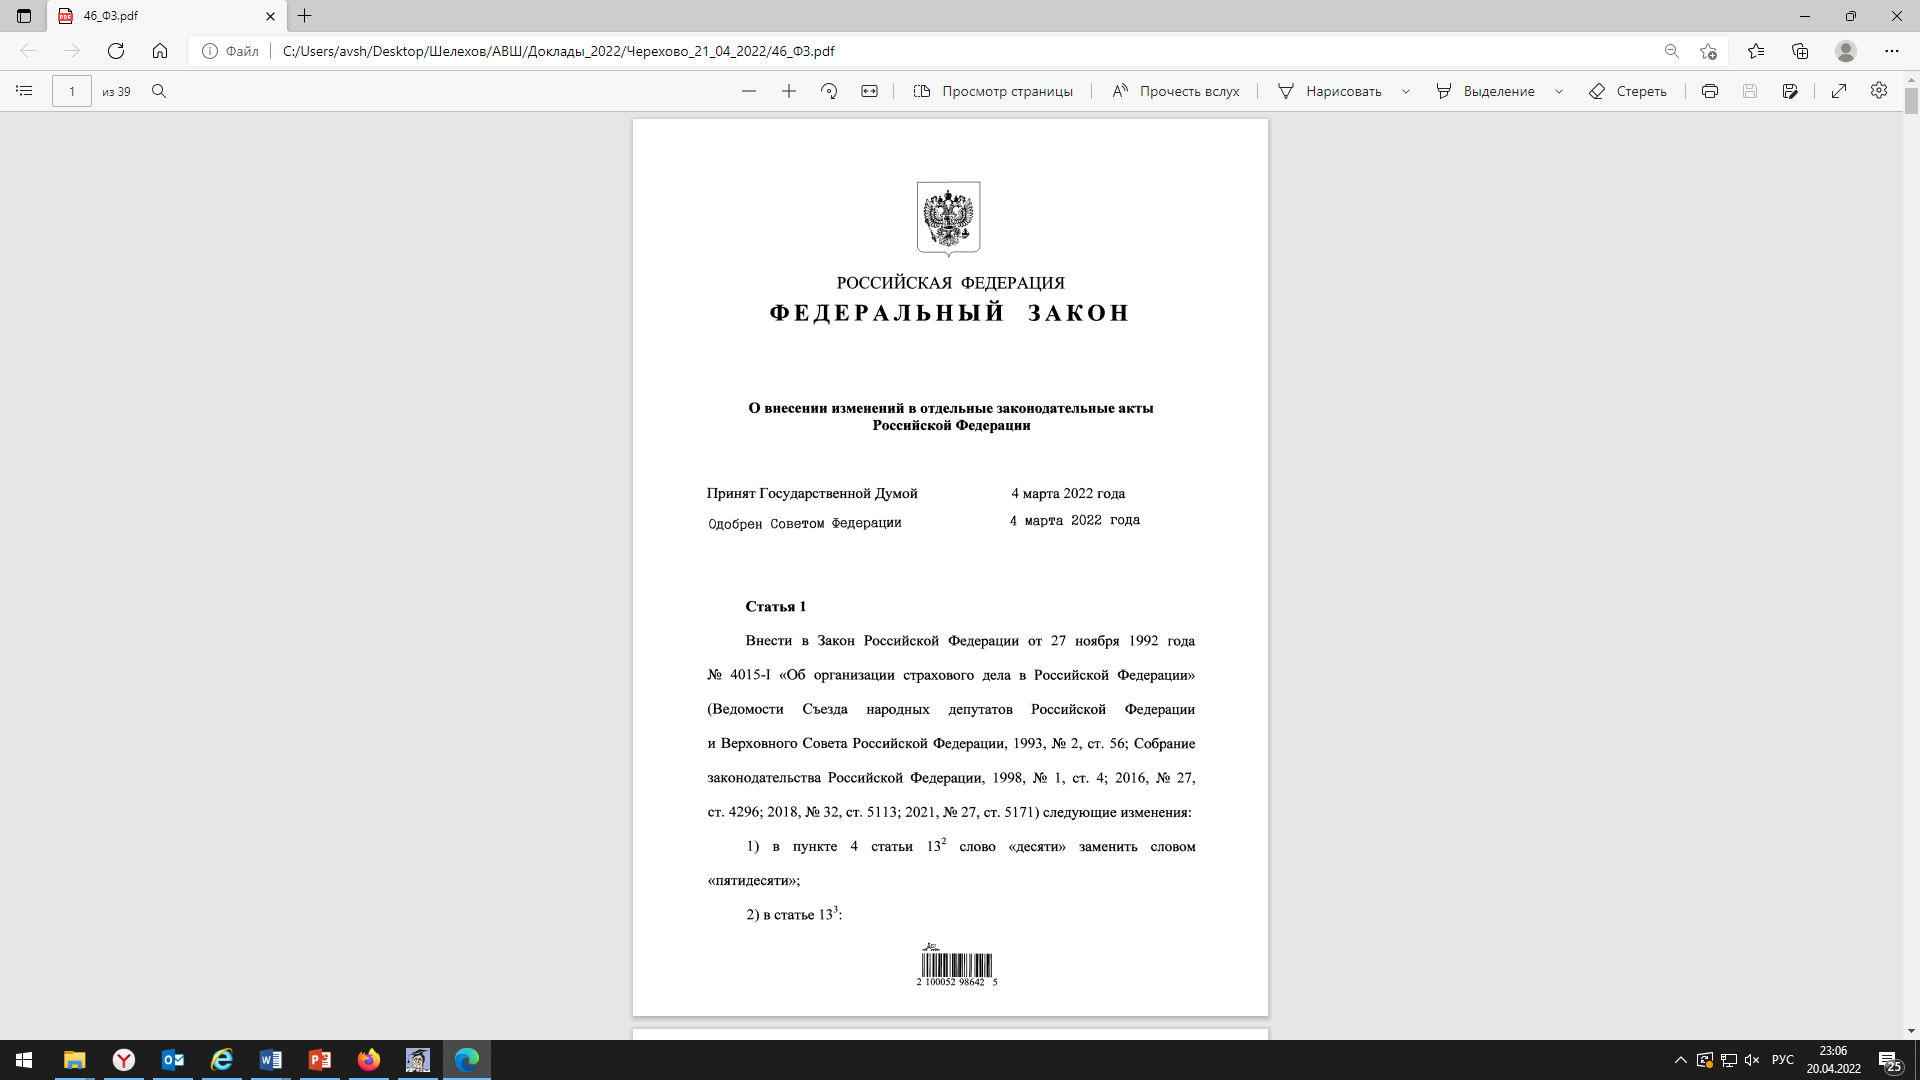 46_ФЗ.pdf
Файл
C:/Users/avsh/Desktop/Шелехов/АВШ/Доклады_2022/Черехово_21_04_2022/46_ФЗ.pdf
1 из 39 Просмотр страницы Прочесть вслух Нарисовать Выделение Стереть
РОССИЙСКАЯ ФЕДЕРАЦИЯ
ФЕДЕРАЛЬНЫЙ ЗАКОН
О внесении изменений в отдельные законодательные акты
Российской Федерации
Принят Государственной Думой 4 марта 2022 года
Одобрен Советом Федерации 4 марта 2022 года
Статья 1
Внести в Закон Российской Федерации от 27 ноября 1992 года
№ 4015-I «Об организации страхового дела в Российской Федерации»
(Ведомости Съезда народных депутатов Российской Федерации
и Верховного Совета Российской Федерации, 1993, № 2, ст. 56; Собрание
законодательства Российской Федерации, 1998, № 1, ст. 4; 2016, № 27,
ст. 4296; 2018, № 32, ст. 5113; 2021, № 27, ст. 5171) следующие изменения:
1) в пункте 4 статьи 13² слово «десяти» заменить словом
«пятидесяти»;
2) в статье 13³:
2 100052 98642 5
РУС
23:06
20.04.2022
25